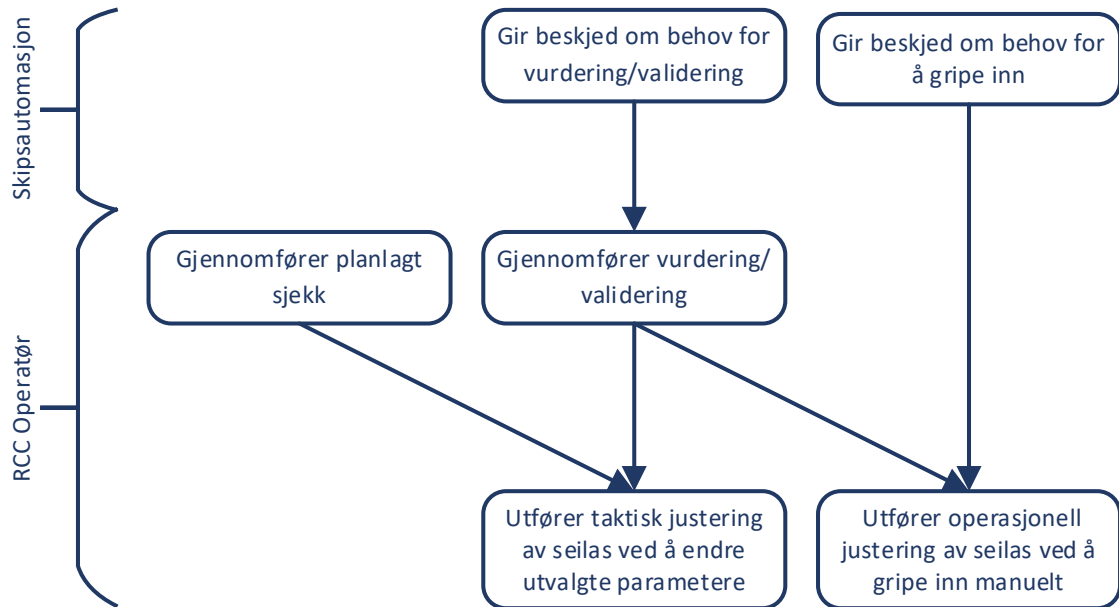 Skipsautomasjon
Gir beskjed om behov for
vurdering/validering
Gir beskjed om behov for
å gripe inn
RCC Operatør
Gjennomfører planlagt
sjekk
Gjennomfører vurdering/
validering
Utfører taktisk justering
av seilas ved å endre
utvalgte parametere
Utfører operasjonell
justering av seilas ved å
gripe inn manuelt